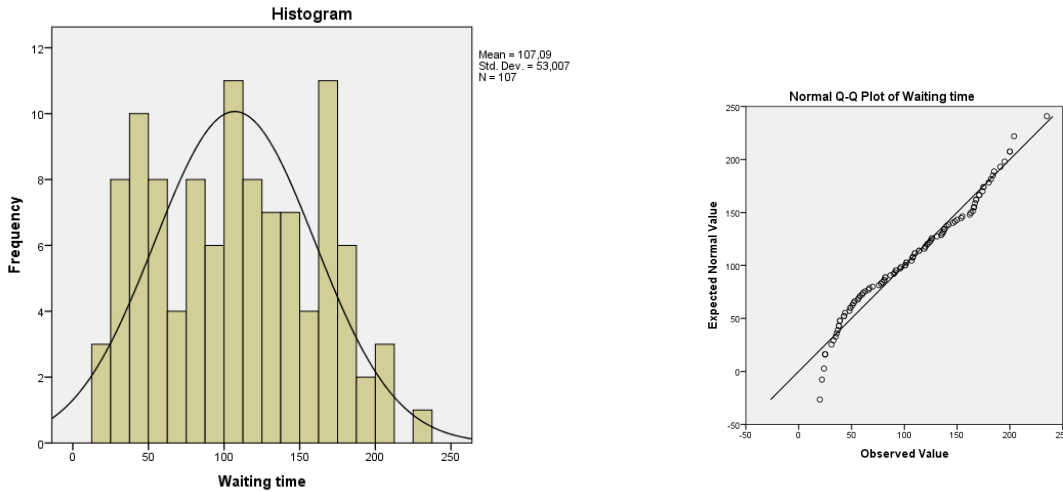 Histogram
Mean = 107,09
Std. Dev. = 53,007
N = 107
12
10
8
6
4
2
0
Frequency
0 50 100 150 200 250
Waiting time
Normal Q-Q Plot of Waiting time
250
200
150
100
50
0
-50
Expected Normal Value
-50 0 50 100 150 200 250
Observed Value